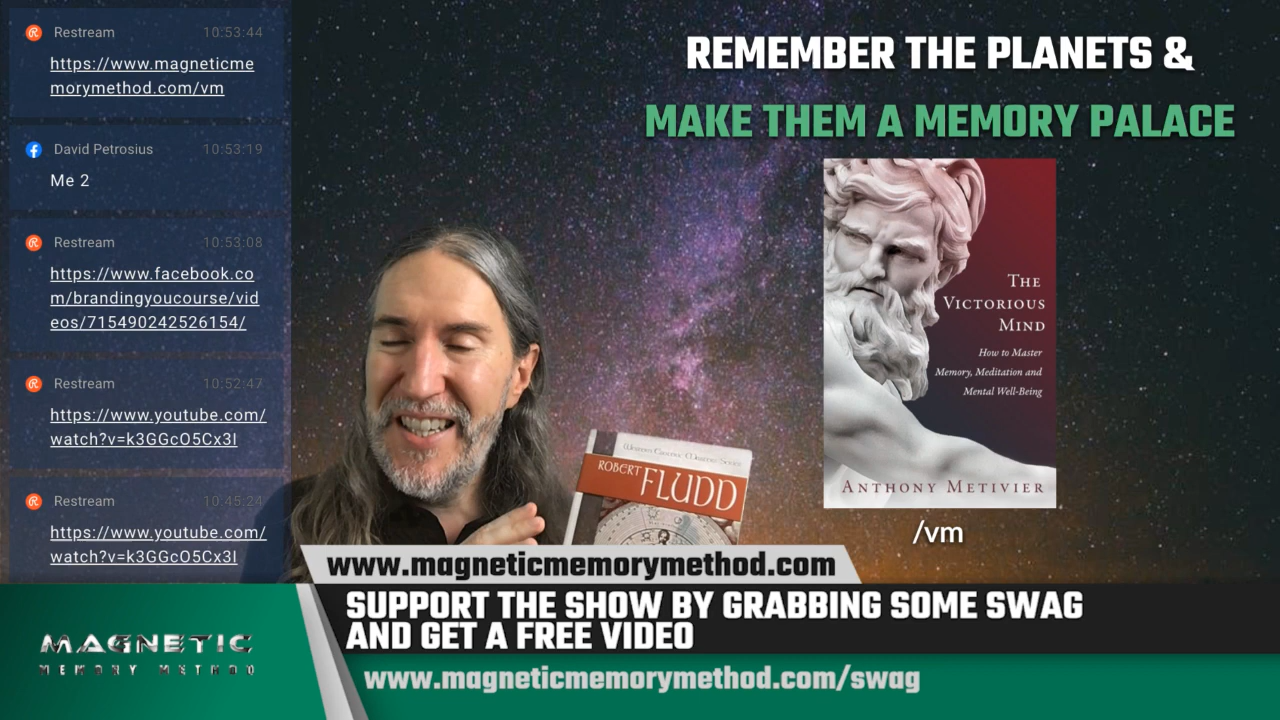 Restream 10:53:44
https://www.magneticme
morymethod.com/vm
David Petrosius 10:53:19
Me 2
Restream 10:53:08
https://www.facebook.co
m/brandingyoucourse/vid
eos/715490242526154/
Restream 10:52:47
https://www.youtube.com/
watch?v=k3GGcO5Cx3I
Restream 10:45:24
https://www.youtube.com/
watch?v=k3GGcO5Cx3I
REMEMBER THE PLANETS &
MAKE THEM A MEMORY PALACE
THE
VICTORIOUS
MIND
How to Master
Memory, Meditation and
Mental Well-Being
ANTHONY METIVIER
/vm
Western Esoteric Masters Series
ROBERT
FLUDD
www.magneticmemorymethod.com
SUPPORT THE SHOW BY GRABBING SOME SWAG
AND GET A FREE VIDEO
www.magneticmemorymethod.com/swag
MAGNETIC
MEMORY METHOD